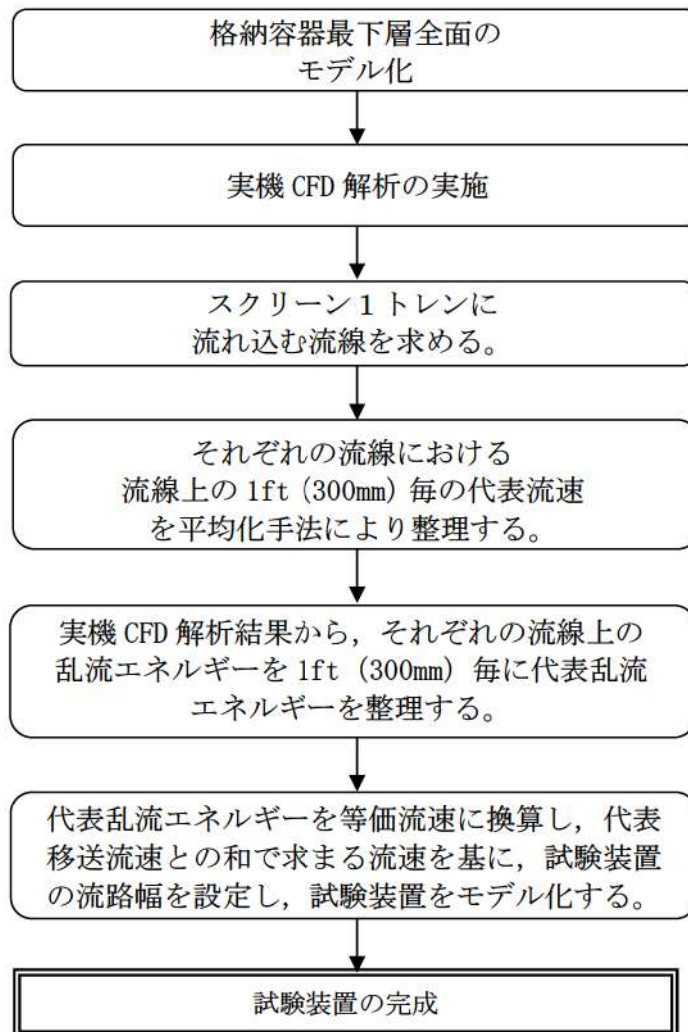 格納容器最下層全面の
モデル化
実機 CFD 解析の実施
スクリーン１トレンに
流れ込む流線を求める。
それぞれの流線における
流線上の 1ft (300mm) 毎の代表流速
を平均化手法により整理する。
実機 CFD 解析結果から，それぞれの流線上の
乱流エネルギーを 1ft (300mm) 毎に代表乱流
エネルギーを整理する。
代表乱流エネルギーを等価流速に換算し，代表
移送流速との和で求まる流速を基に，試験装置
の流路幅を設定し，試験装置をモデル化する。
試験装置の完成